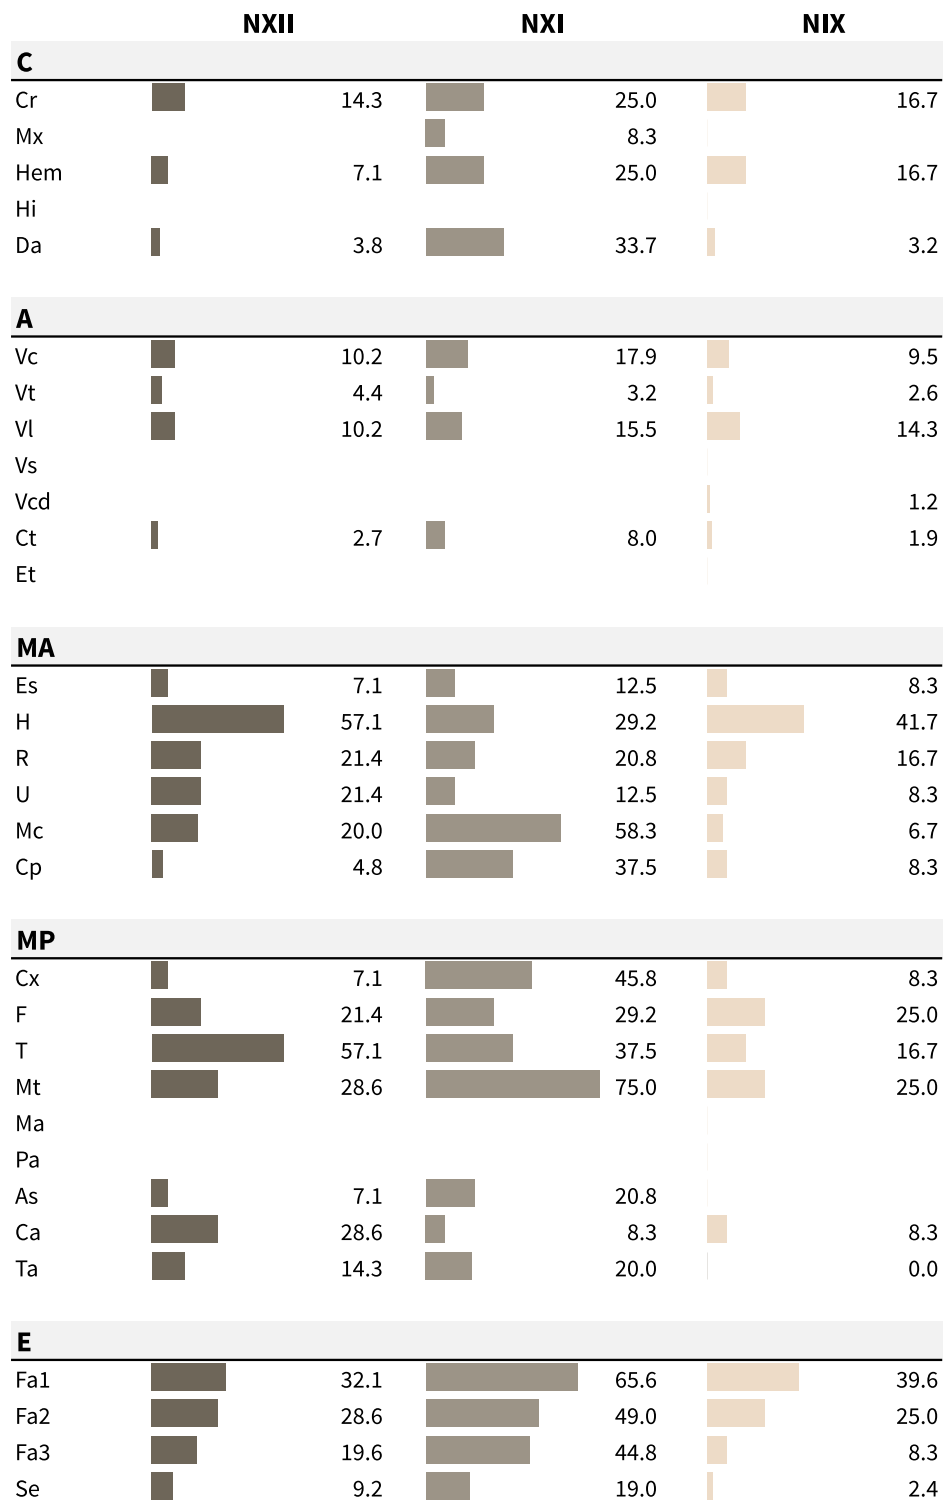 NXII NXI NIX
C
Cr 14.3 25.0 16.7
Mx 8.3
Hem 7.1 25.0 16.7
Hi
Da 3.8 33.7 3.2
A
Vc 10.2 17.9 9.5
Vt 4.4 3.2 2.6
Vl 10.2 15.5 14.3
Vs
Vcd 1.2
Ct 2.7 8.0 1.9
Et
MA
Es 7.1 12.5 8.3
H 57.1 29.2 41.7
R 21.4 20.8 16.7
U 21.4 12.5 8.3
Mc 20.0 58.3 6.7
Cp 4.8 37.5 8.3
MP
Cx 7.1 45.8 8.3
F 21.4 29.2 25.0
T 57.1 37.5 16.7
Mt 28.6 75.0 25.0
Ma
Pa
As 7.1 20.8
Ca 28.6 8.3 8.3
Ta 14.3 20.0 0.0
E
Fa1 32.1 65.6 39.6
Fa2 28.6 49.0 25.0
Fa3 19.6 44.8 8.3
Se 9.2 19.0 2.4